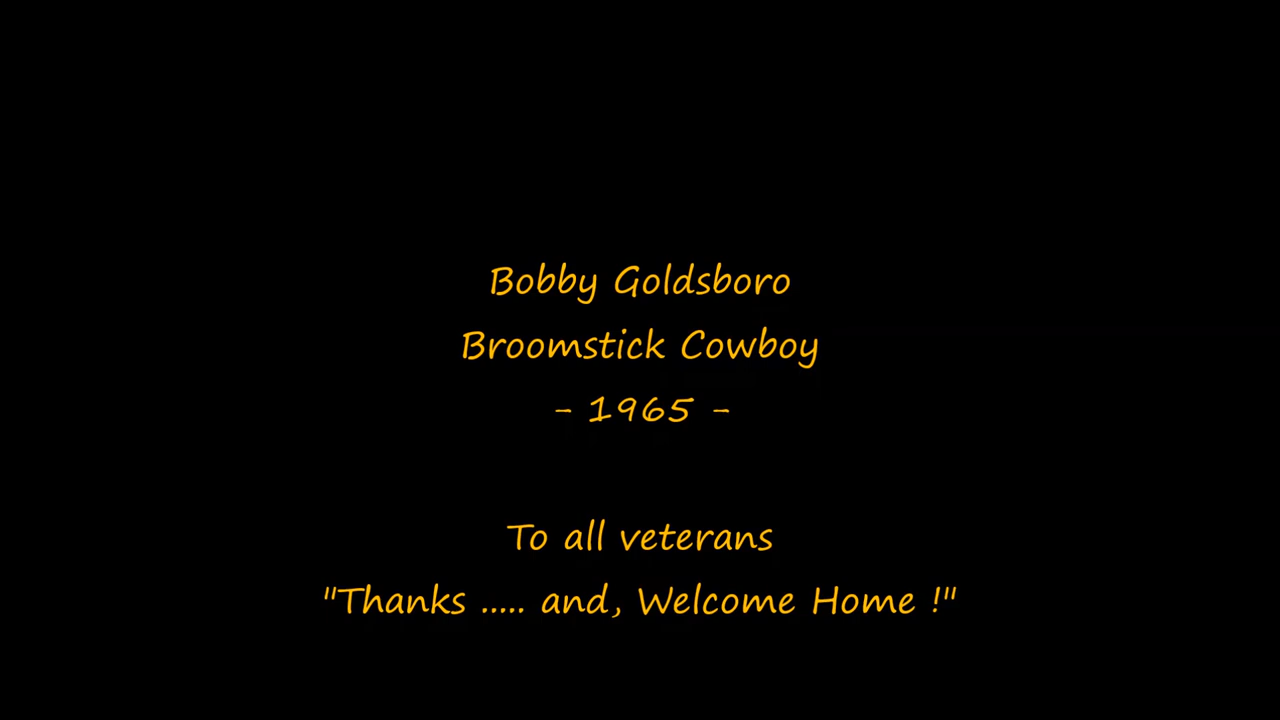 Bobby Goldsboro
Broomstick Cowboy
- 1965 -
To all veterans
"Thanks ..... and, Welcome Home !"